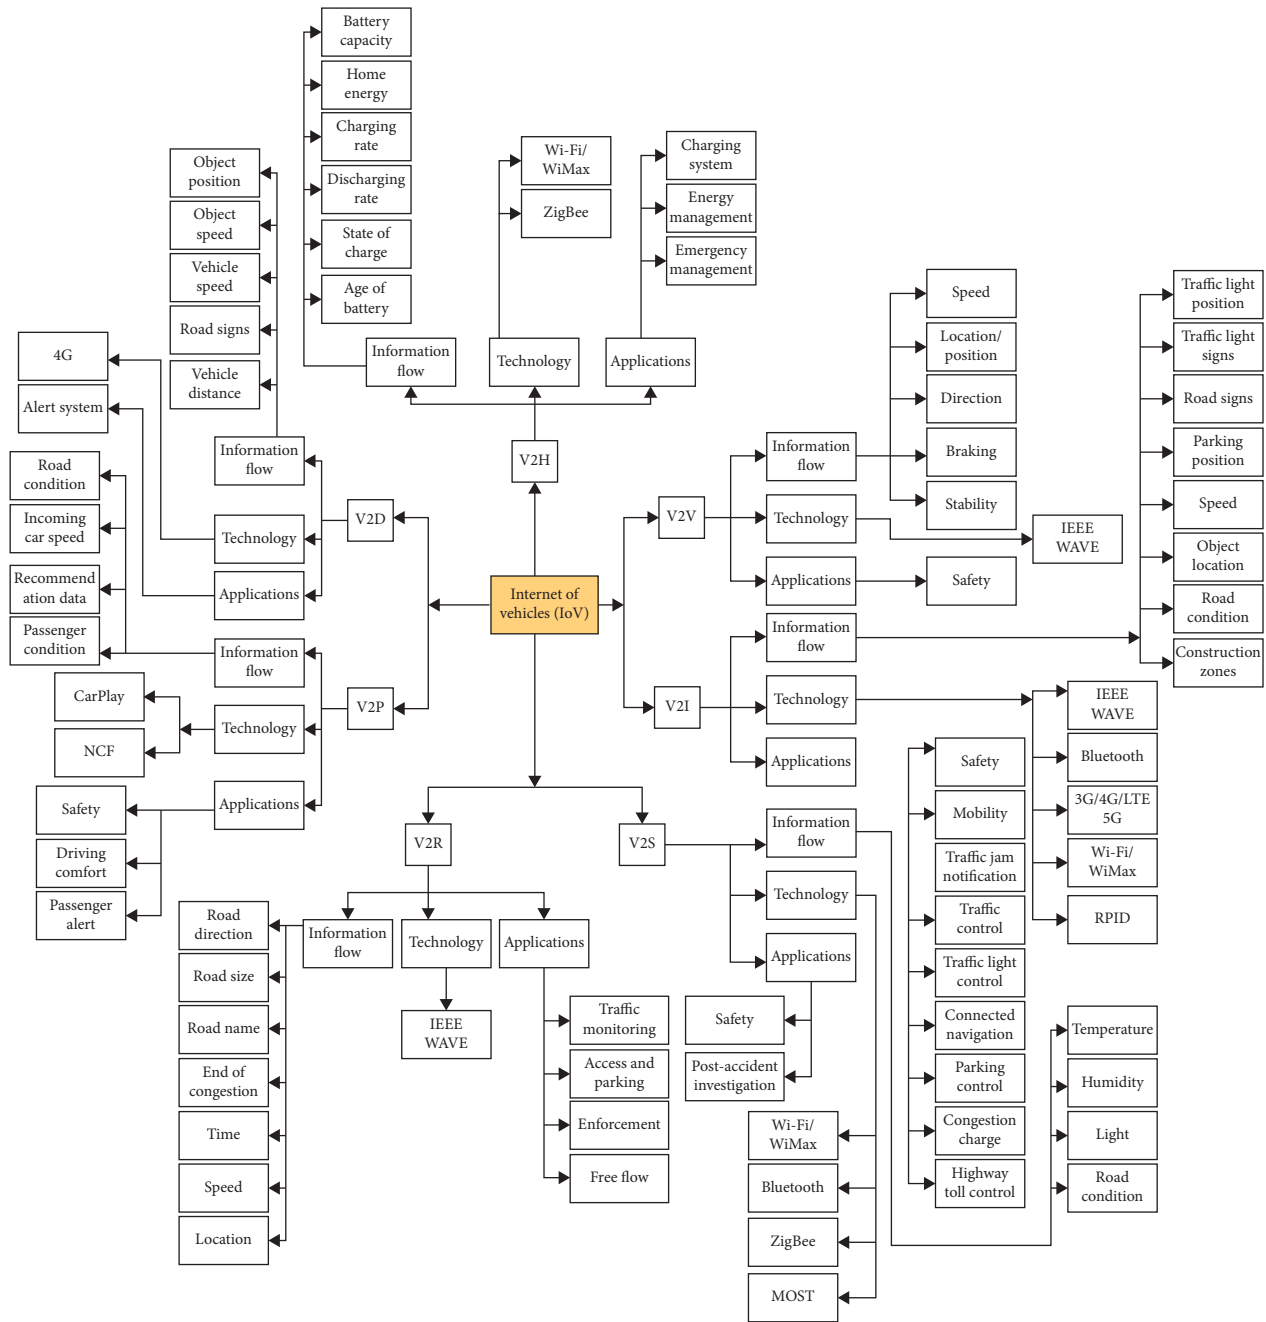 Battery
capacity
Home
energy
Charging
rate
Discharging
rate
State of
charge
Age of
battery
Information
flow
Wi-Fi/
WiMax
ZigBee
Technology
Charging
system
Energy
management
Emergency
management
Applications
V2H
Object
position
Object
speed
Vehicle
speed
Road signs
Vehicle
distance
Information
flow
4G
Alert system
Technology
Applications
V2D
Road
condition
Incoming
car speed
Recommend
ation data
Passenger
condition
Information
flow
CarPlay
NCF
Technology
Safety
Driving
comfort
Passenger
alert
Applications
V2P
Internet of
vehicles (IoV)
V2V
Information
flow
Speed
Location/
position
Direction
Braking
Stability
Technology
IEEE
WAVE
Applications
Safety
V2I
Information
flow
Traffic light
position
Traffic light
signs
Road signs
Parking
position
Speed
Object
location
Road
condition
Construction
zones
Technology
IEEE
WAVE
Bluetooth
3G/4G/LTE
5G
Wi-Fi/
WiMax
RPID
Applications
Safety
Mobility
Traffic jam
notification
Traffic
control
Traffic light
control
Connected
navigation
Parking
control
Congestion
charge
Highway
toll control
V2R
Information
flow
Road
direction
Road size
Road name
End of
congestion
Time
Speed
Location
Technology
IEEE
WAVE
Applications
Traffic
monitoring
Access and
parking
Enforcement
Free flow
V2S
Information
flow
Temperature
Humidity
Light
Road
condition
Technology
Wi-Fi/
WiMax
Bluetooth
ZigBee
MOST
Applications
Safety
Post-accident
investigation